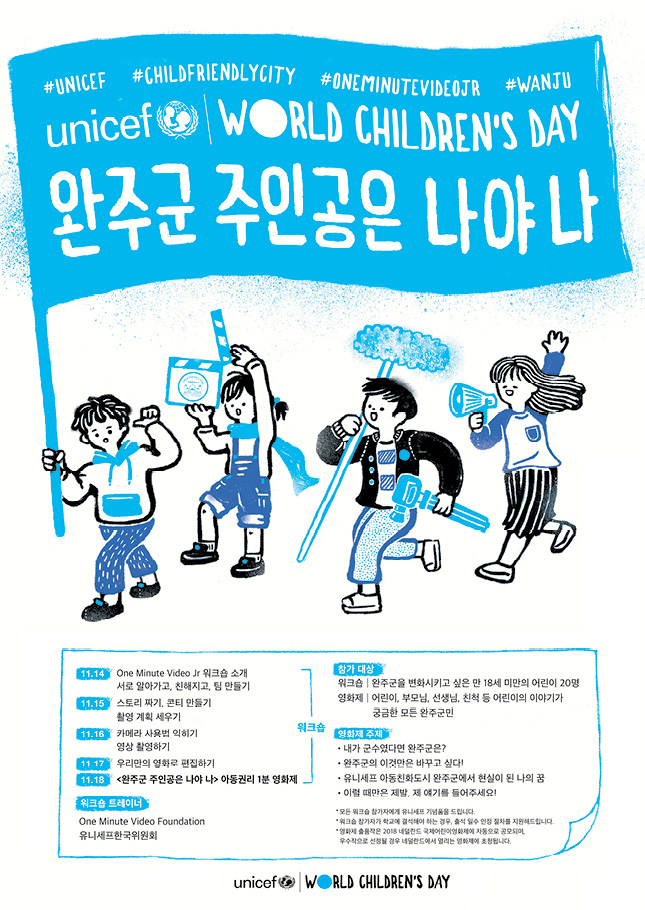 #UNICEF #CHILDFRIENDLYCITY #ONEMINUTEVIDEOJR #WANJU
unicef WORLD CHILDREN'S DAY
완주군 주인공은 나야 나
11.14 One Minute Video Jr 워크숍 소개
서로 알아가고, 친해지고, 팀 만들기
11.15 스토리 짜기, 콘티 만들기
촬영 계획 세우기
11.16 카메라 사용법 익히기
영상 촬영하기
11.17 우리만의 영화로 편집하기
워크숍
11.18 <완주군 주인공은 나야 나> 아동권리 1분 영화제
워크숍 트레이너
One Minute Video Foundation
유니세프한국위원회
참가 대상
워크숍 | 완주군을 변화시키고 싶은 만 18세 미만의 어린이 20명
영화제 | 어린이, 부모님, 선생님, 친척 등 어린이의 이야기가
궁금한 모든 완주군민
영화제 주제
• 내가 군수였다면 완주군은?
• 완주군의 이것만은 바꾸고 싶다!
• 유니세프 아동친화도시 완주군에서 현실이 된 나의 꿈
• 이럴 때만은 제발, 제 얘기를 들어주세요!
* 모든 워크숍 참가자에게 유니세프 기념품을 드립니다.
* 워크숍 참가자가 학교에 결석해야 하는 경우, 출석 일수 인정 절차를 지원해드립니다.
* 영화제 출품작은 2018 네덜란드 국제어린이영화제에 자동으로 공모되며,
우수작으로 선정될 경우 네덜란드에서 열리는 영화제에 초청됩니다.
unicef WORLD CHILDREN'S DAY